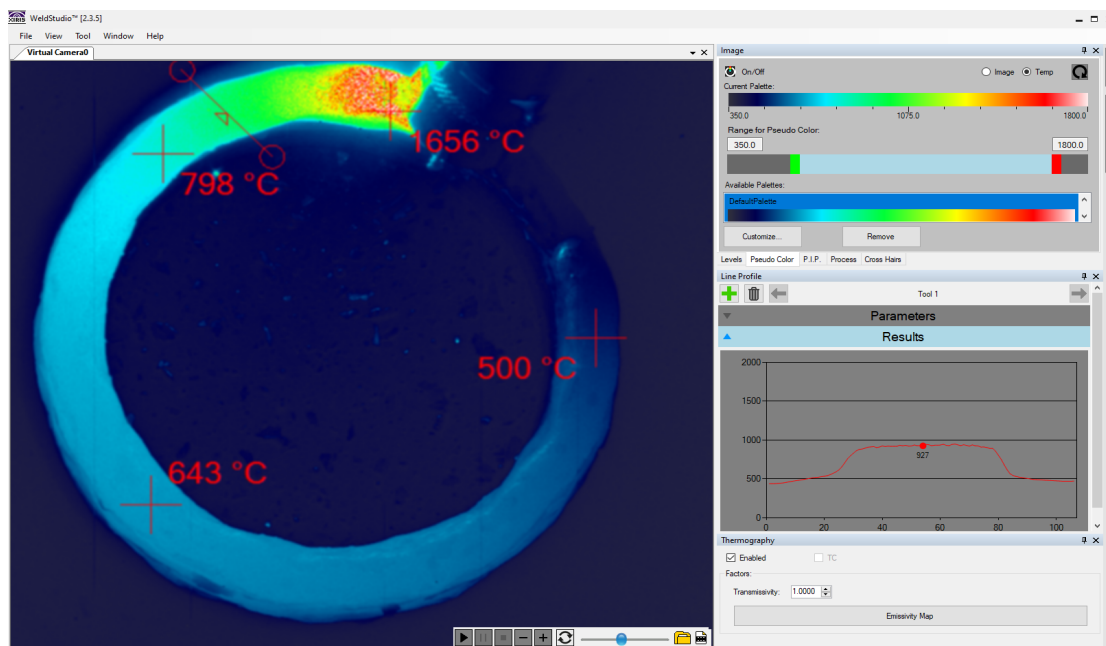 XIRIS
WeldStudio™ [2.3.5]
File View Tool Window Help
Virtual Camera0
1656 °C
798 °C
500 °C
643 °C
Image
On/Off
Image
Temp
Current Palette:
350.0 1075.0 1800.0
Range for Pseudo Color:
350.0 1800.0
Available Palettes:
DefaultPalette
Customize... Remove
Levels Pseudo Color P.I.P. Process Cross Hairs
Line Profile
Tool 1
Parameters
Results
2000
1500
1000
927
500
0
0 20 40 60 80 100
Thermography
Enabled TC
Factors:
Transmissivity: 1.0000
Emissivity Map